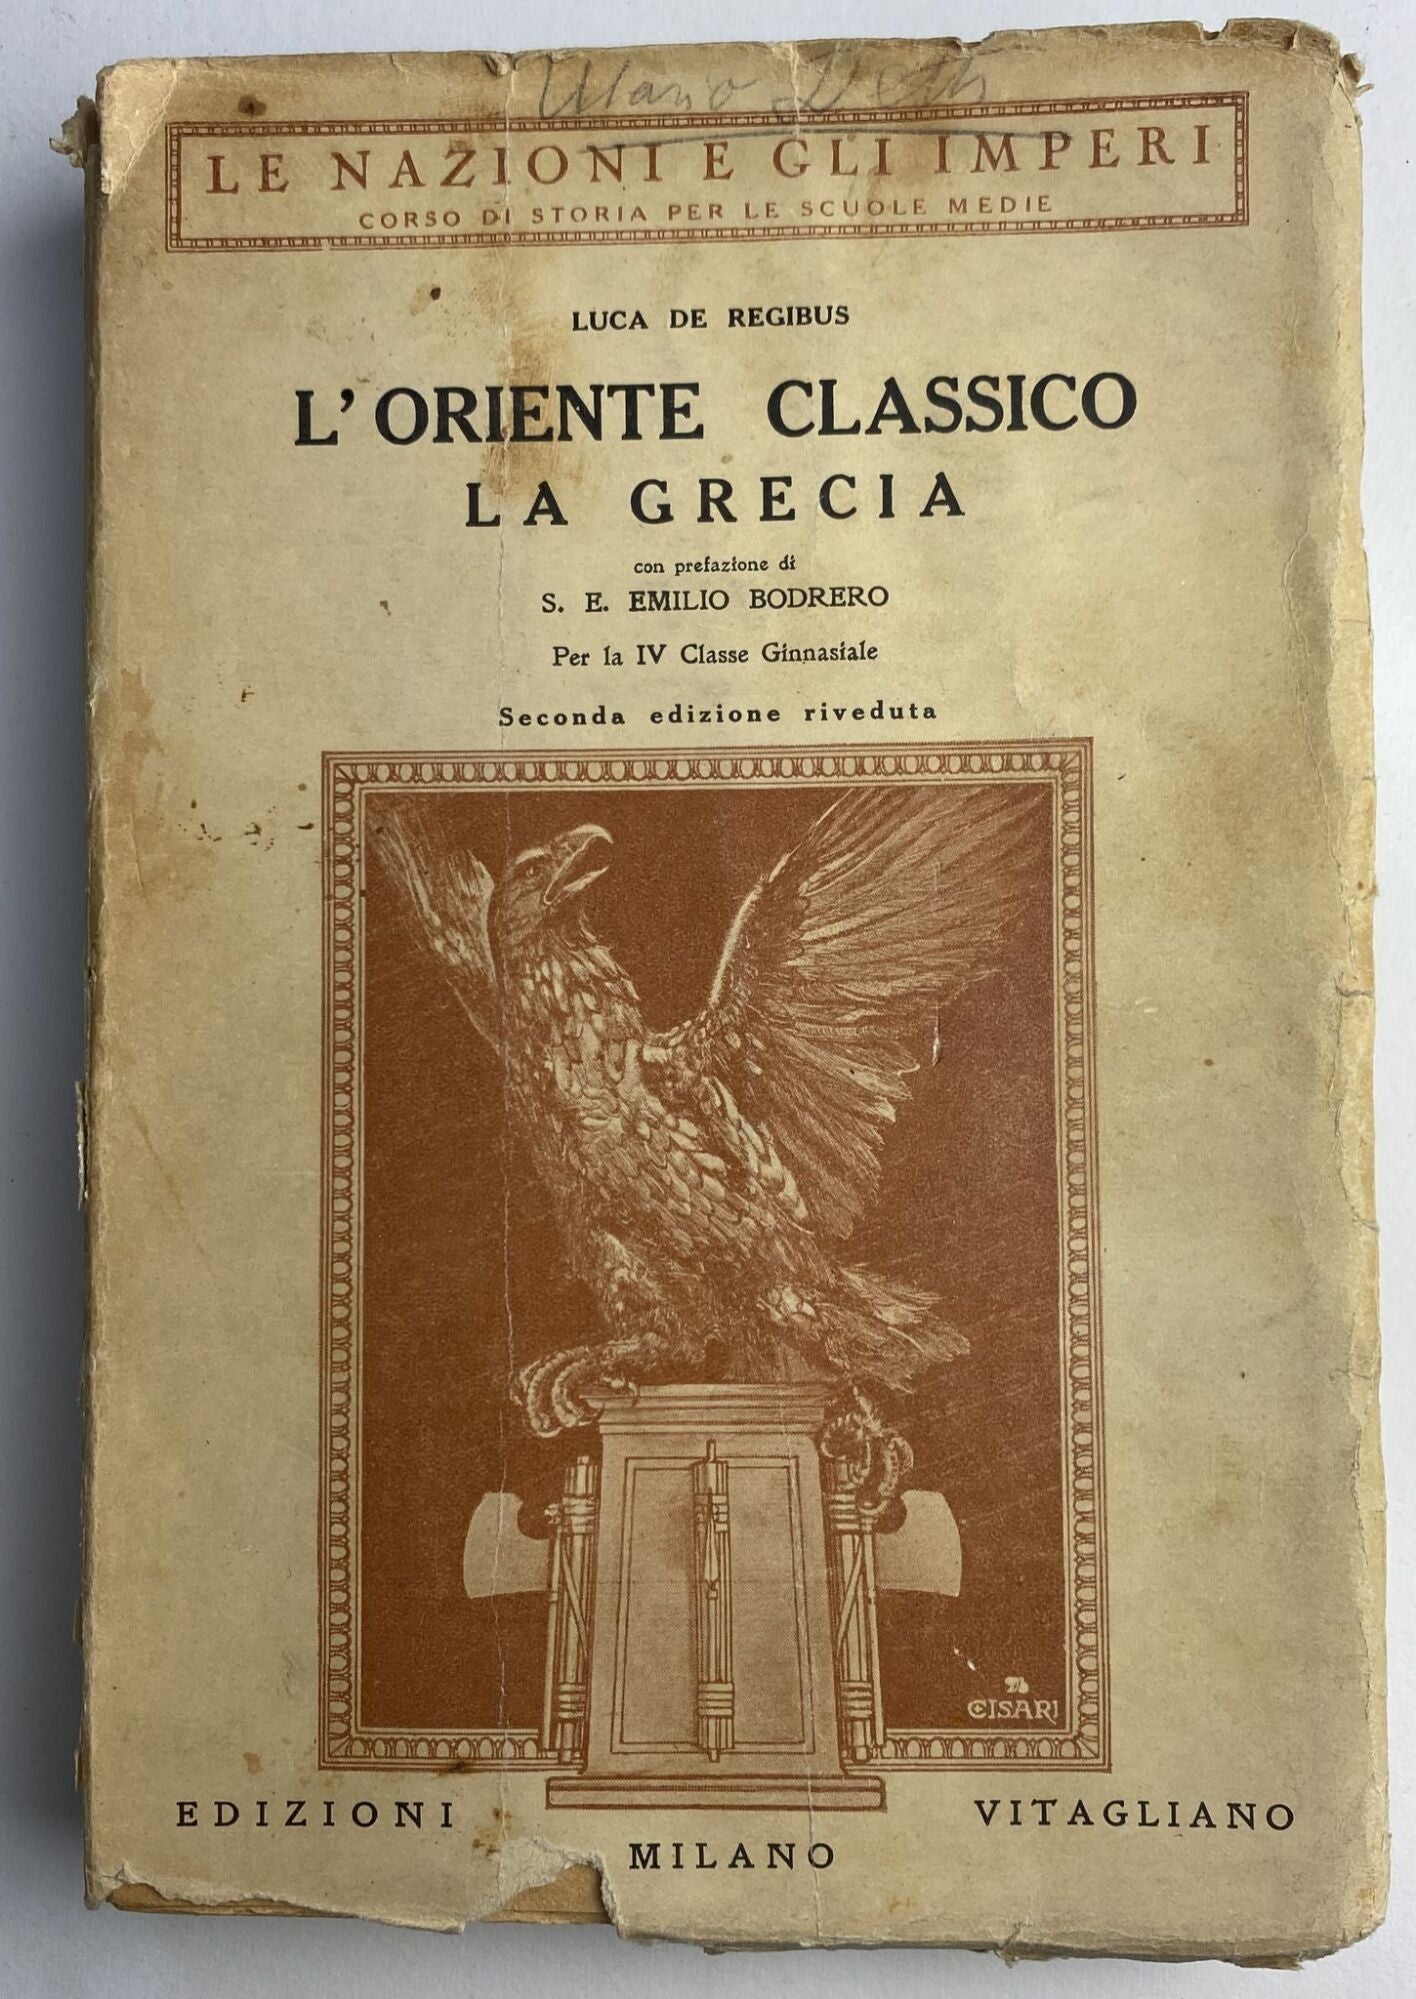 Mario
LE NAZIONI E GLI IMPERI
CORSO DI STORIA PER LE SCUOLE MEDIE
LUCA DE REGIBUS
L'ORIENTE CLASSICO
LA GRECIA
con prefazione di
S. E. EMILIO BODRERO
Per la IV Classe Ginnasiale
Seconda edizione riveduta
CISARI
EDIZIONI VITAGLIANO
MILANO